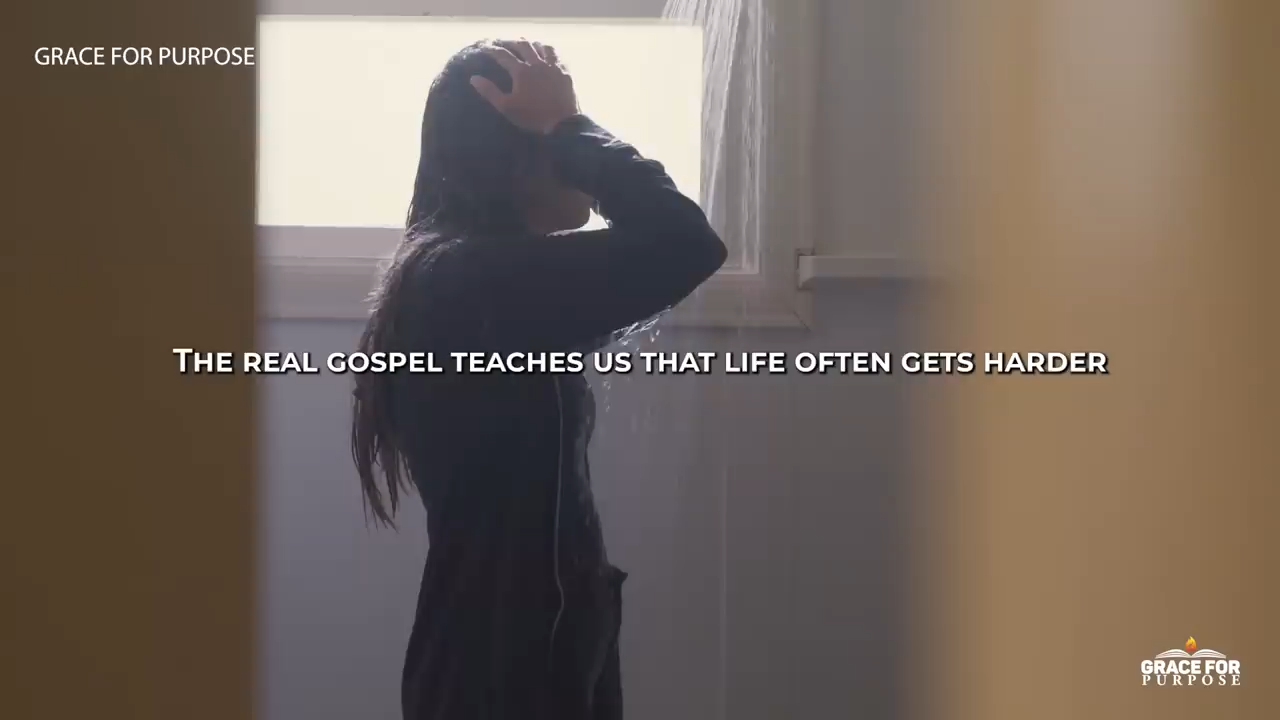 GRACE FOR PURPOSE
THE REAL GOSPEL TEACHES US THAT LIFE OFTEN GETS HARDER
GRACE FOR
PURPOSE